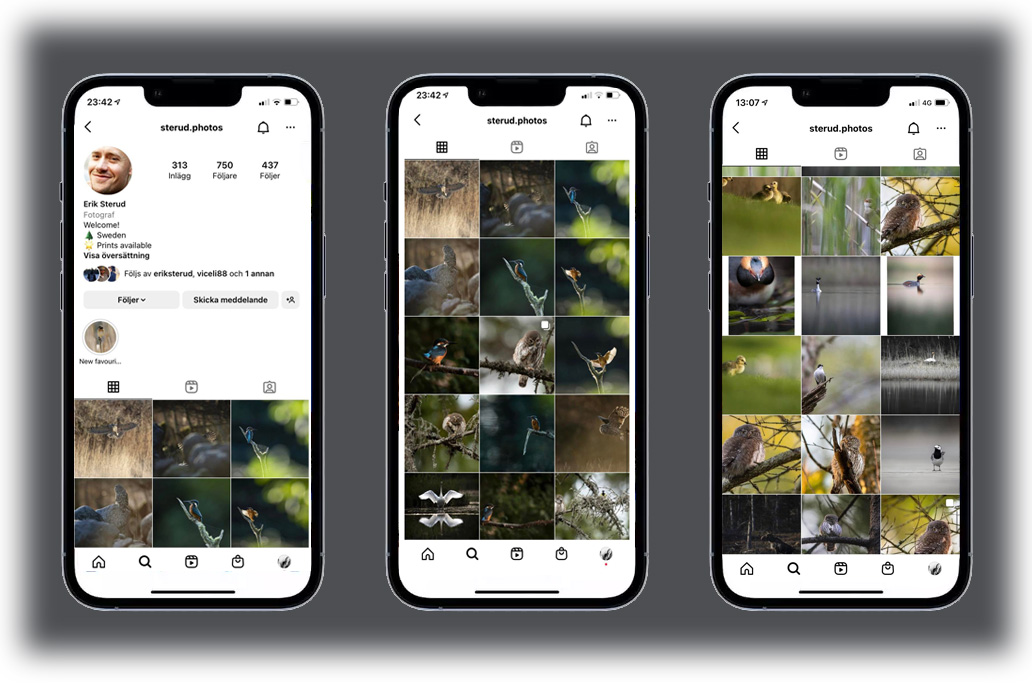 23:42
sterud.photos
313
750
437
Inlägg
Följare
Följer
Erik Sterud
Fotograf
Welcome!
Sweden
Prints available
Visa översättning
Följs av eriksterud, viceli88 och 1 annan
Följer
Skicka meddelande
New favouri...
23:42
sterud.photos
13:07
4G
sterud.photos